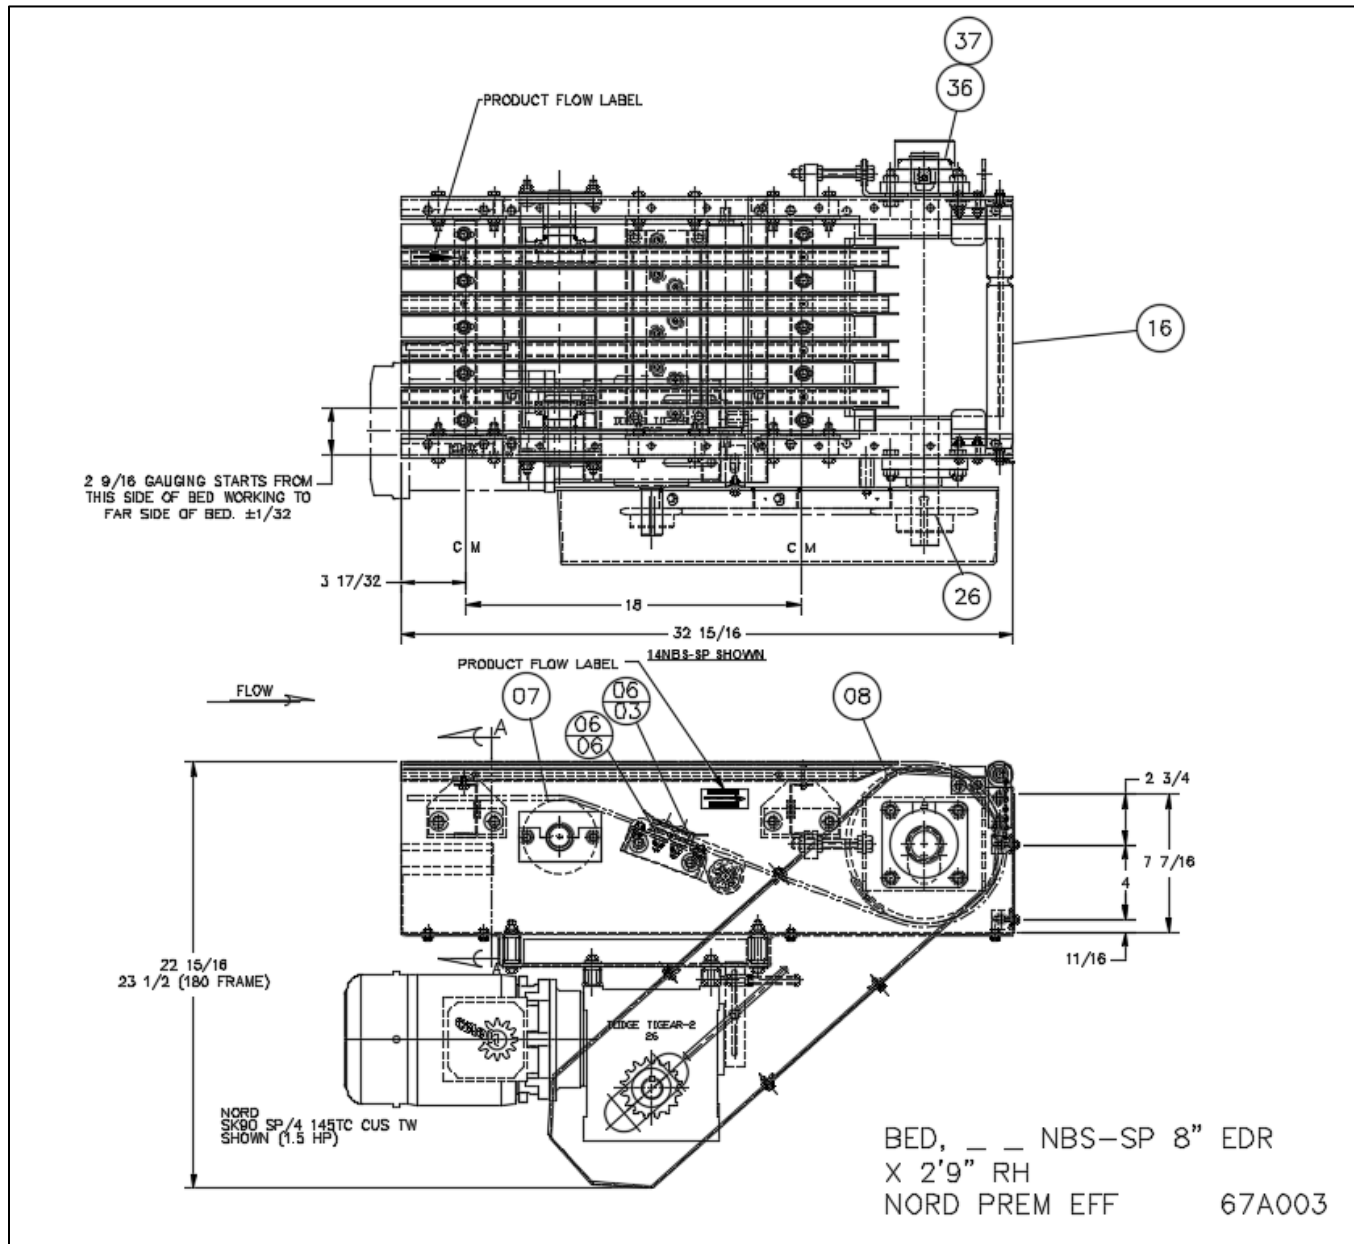 37
36
PRODUCT FLOW LABEL
16
2 9/16 GAUGING STARTS FROM
THIS SIDE OF BED WORKING TO
FAR SIDE OF BED. ±1/32
C M
C M
3 17/32
26
18
32 15/16
14NBS-SP SHOWN
PRODUCT FLOW LABEL
FLOW
07
06
03
06
06
08
A
2 3/4
7 7/16
4
11/16
22 15/16
23 1/2 (180 FRAME)
DODGE TIGEAR-2
26
NORD
SK90 SP/4 145TC CUS TW
SHOWN (1.5 HP)
BED, _ _ NBS-SP 8" EDR
X 2'9" RH
NORD PREM EFF 67A003